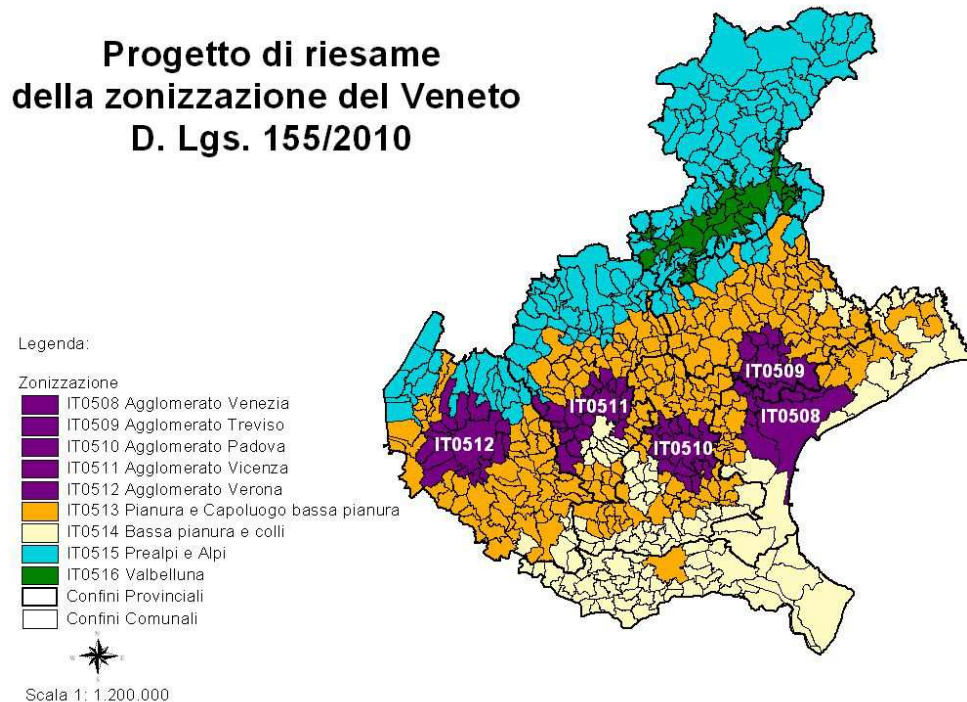 Progetto di riesame
della zonizzazione del Veneto
D. Lgs. 155/2010
IT0509
IT0511
IT0508
IT0512
IT0510
Legenda:
Zonizzazione
IT0508 Agglomerato Venezia
IT0509 Agglomerato Treviso
IT0510 Agglomerato Padova
IT0511 Agglomerato Vicenza
IT0512 Agglomerato Verona
IT0513 Pianura e Capoluogo bassa pianura
IT0514 Bassa pianura e colli
IT0515 Prealpi e Alpi
IT0516 Valbelluna
Confini Provinciali
Confini Comunali
N
W E
S
Scala 1: 1.200.000